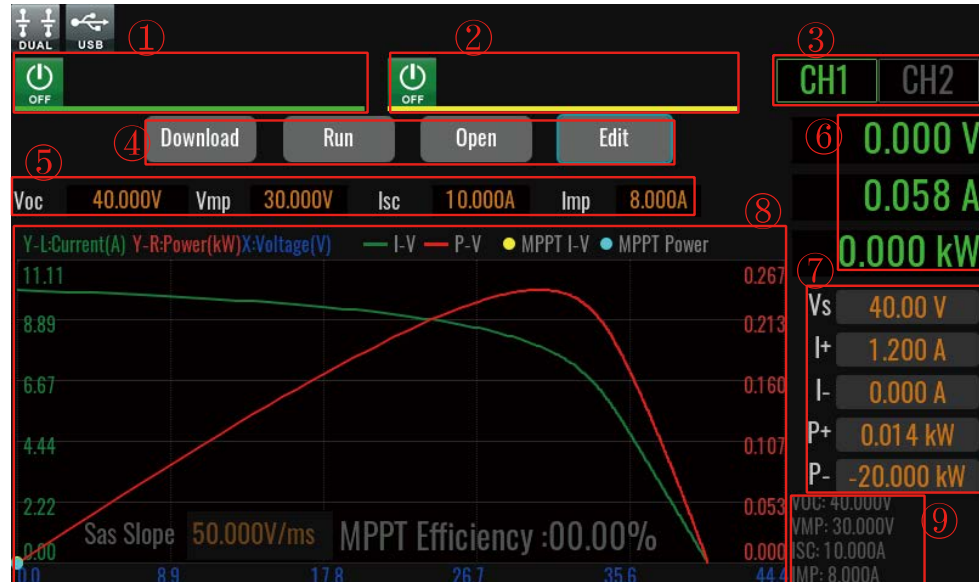 DUAL USB
① ② ③
OFF OFF CH1 CH2
④ Download Run Open Edit
⑥ 0.000 V
⑤
Voc 40.000V Vmp 30.000V Isc 10.000A Imp 8.000A
0.058 A
⑧
Y-L:Current(A) Y-R:Power(kW)X:Voltage(V) I-V P-V MPPT I-V MPPT Power
0.000 kW
⑦
11.11 0.267
Vs 40.00 V
8.89 0.213
I+ 1.200 A
6.67 0.160
I- 0.000 A
4.44 0.107
P+ 0.014 kW
P- -20.000 kW
2.22 0.053
VOC: 40.000V
⑨
Sas Slope 50.000V/ms MPPT Efficiency :00.00%
VMP: 30.000V
0.00 0.000
ISC: 10.000A
0.0 8.9 17.8 26.7 35.6 44.4
IMP: 8.000A